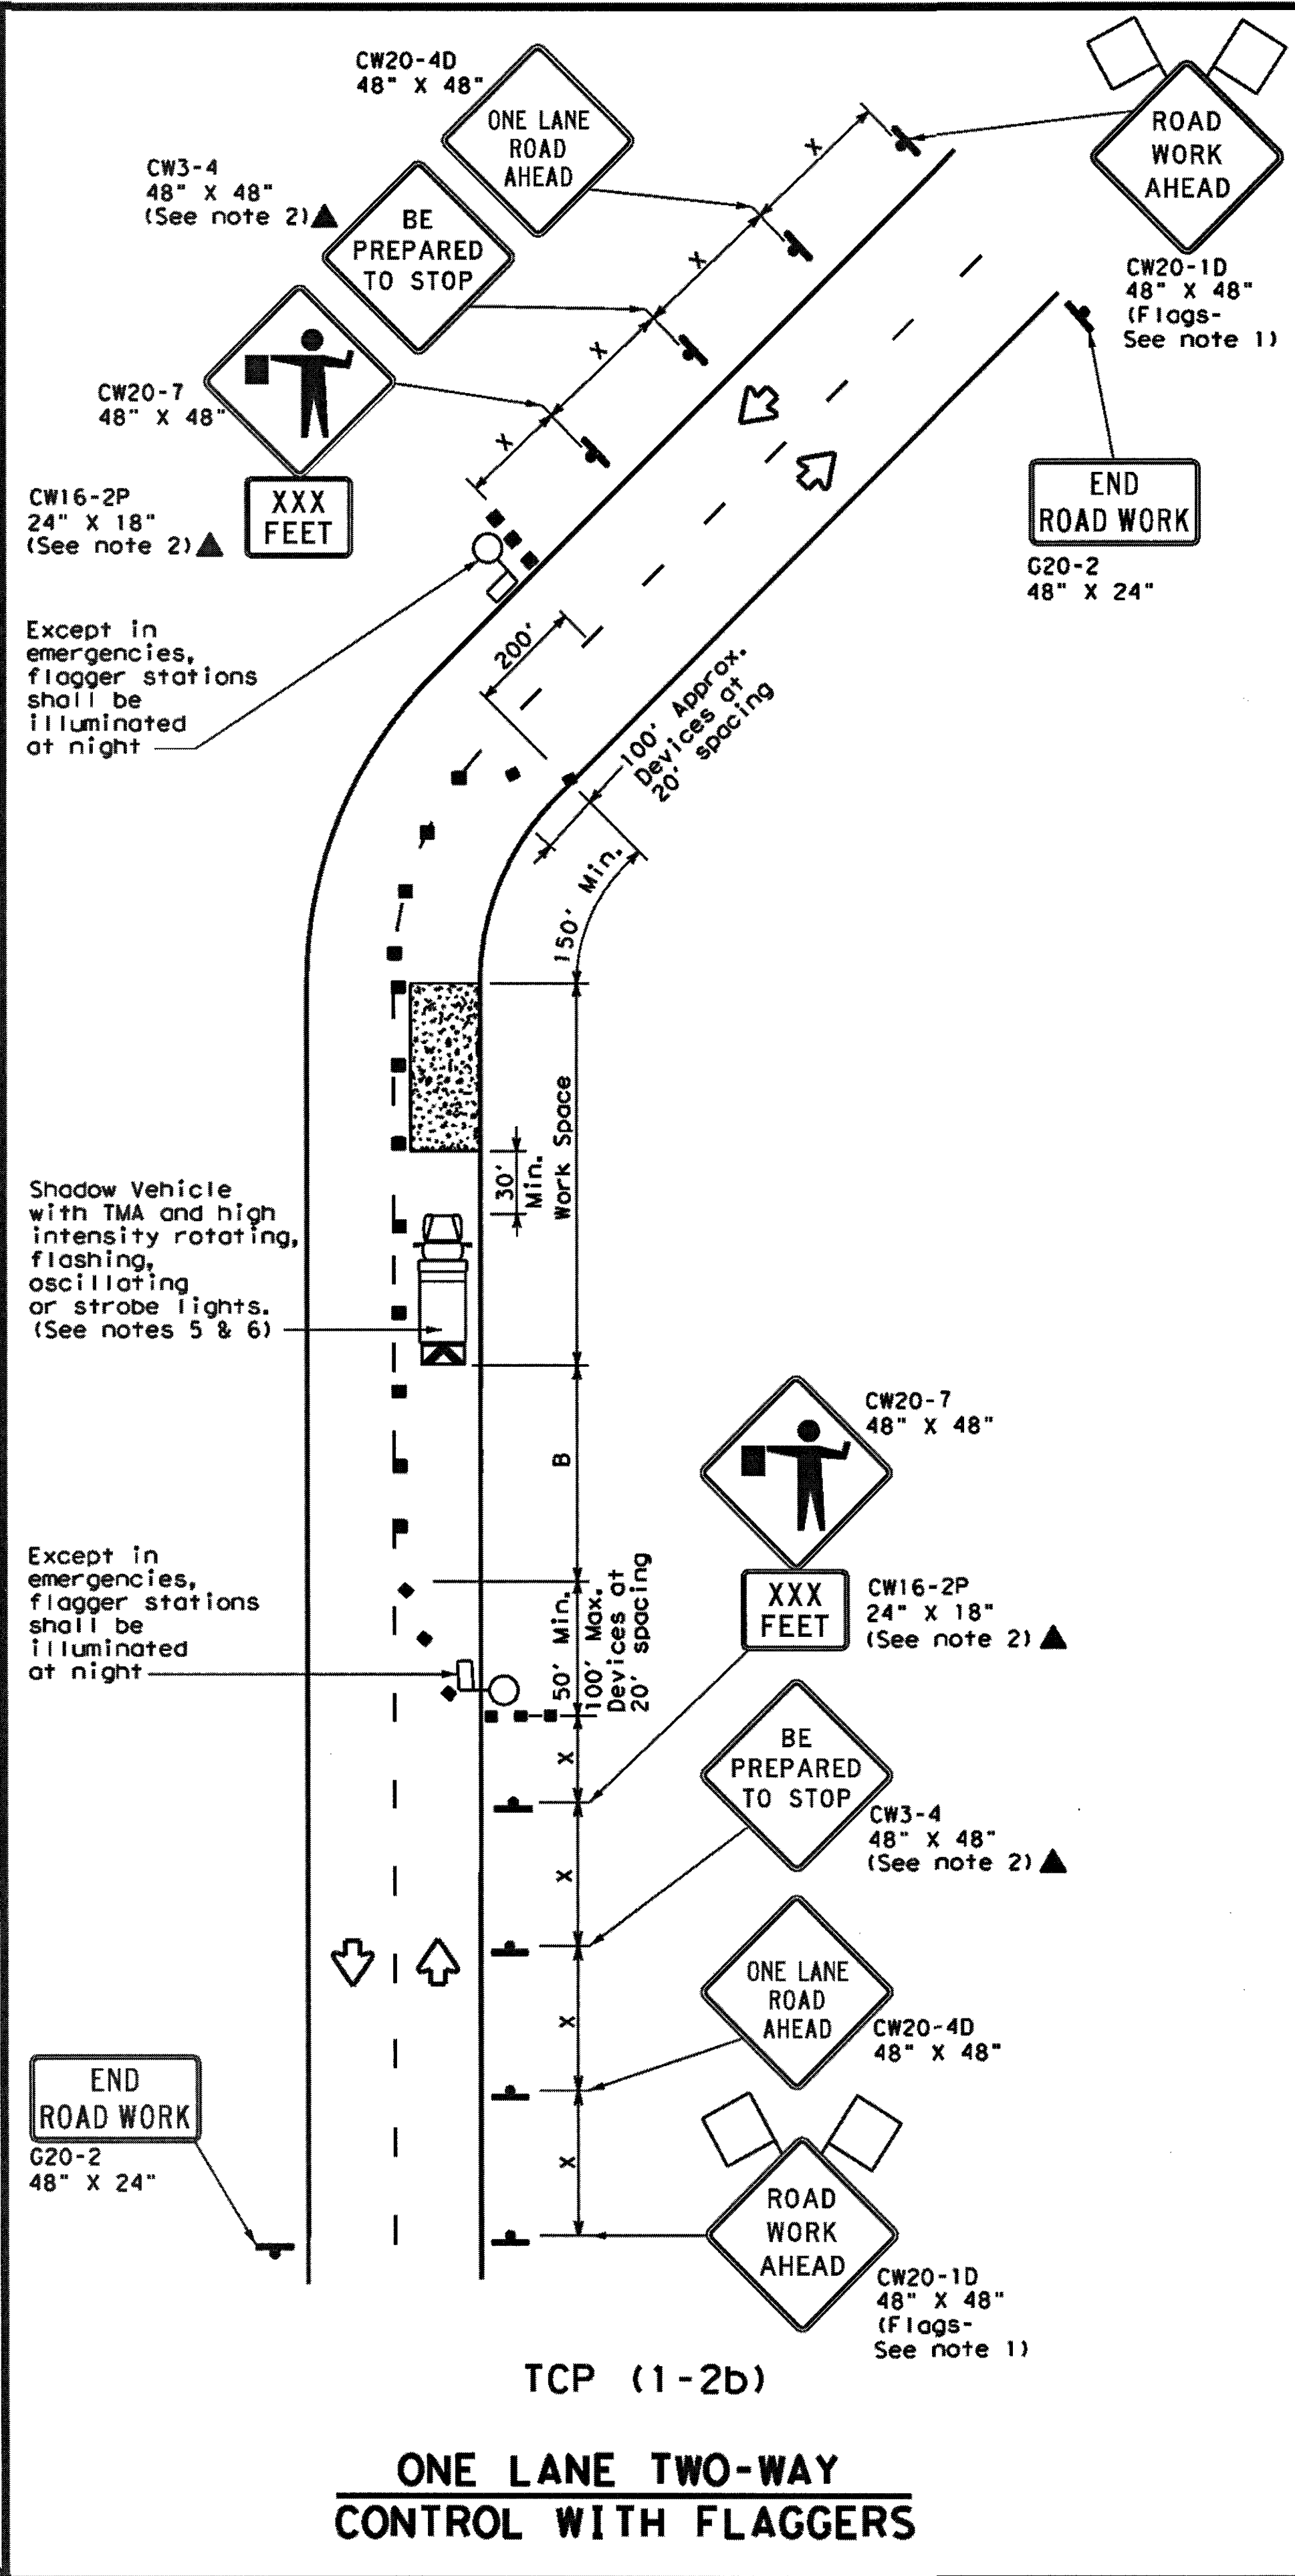 CW20-4D
48" X 48"
ONE LANE
ROAD
AHEAD
ROAD
WORK
AHEAD
CW20-1D
48" X 48"
(Flags-
See note 1)
CW3-4
48" X 48"
(See note 2)▲
BE
PREPARED
TO STOP
CW20-7
48" X 48"
CW16-2P
24" X 18"
(See note 2)▲
XXX
FEET
X
X
X
X
END
ROAD WORK
G20-2
48" X 24"
Except in
emergencies,
flagger stations
shall be
illuminated
at night
200'
100' Approx.
Devices at
20' spacing
150' Min.
Work Space
30'
Min.
Shadow Vehicle
with TMA and high
intensity rotating,
flashing,
oscillating
or strobe lights.
(See notes 5 & 6)
B
CW20-7
48" X 48"
XXX
FEET
CW16-2P
24" X 18"
(See note 2)▲
Except in
emergencies,
flagger stations
shall be
illuminated
at night
50' Min.
100' Max.
Devices at
20' spacing
X
X
X
X
BE
PREPARED
TO STOP
CW3-4
48" X 48"
(See note 2)▲
ONE LANE
ROAD
AHEAD
CW20-4D
48" X 48"
END
ROAD WORK
G20-2
48" X 24"
ROAD
WORK
AHEAD
CW20-1D
48" X 48"
(Flags-
See note 1)
TCP (1-2b)
ONE LANE TWO-WAY
CONTROL WITH FLAGGERS